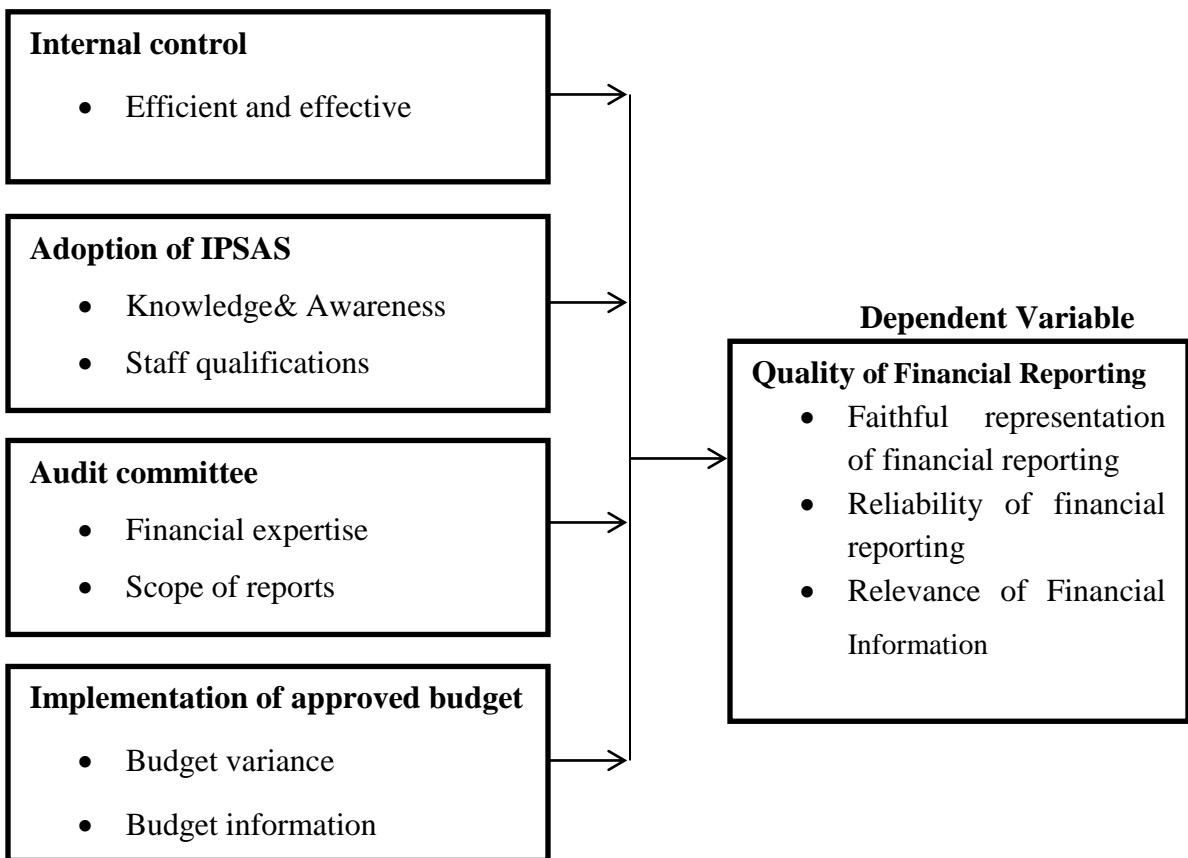 Internal control
• Efficient and effective
Adoption of IPSAS
• Knowledge& Awareness
• Staff qualifications
Audit committee
• Financial expertise
• Scope of reports
Implementation of approved budget
• Budget variance
• Budget information
Dependent Variable
Quality of Financial Reporting
• Faithful representation
of financial reporting
• Reliability of financial
reporting
• Relevance of Financial
Information